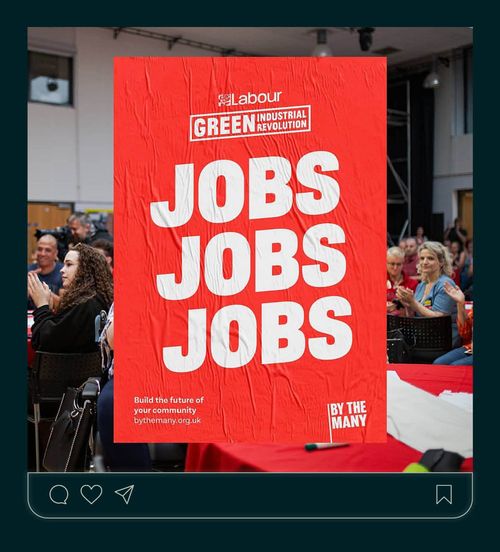 Labour
GREEN INDUSTRIAL REVOLUTION
JOBS
JOBS
JOBS
Build the future of
your community
bythemany.org.uk
BY THE
MANY